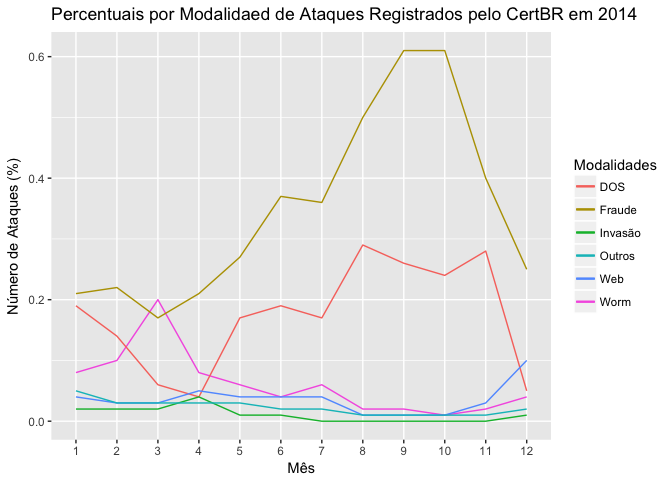 Percentuais por Modalidaed de Ataques Registrados pelo CertBR em 2014
Número de Ataques (%)
0.6
0.4
0.2
0.0
1 2 3 4 5 6 7 8 9 10 11 12
Mês
Modalidades
DOS
Fraude
Invasão
Outros
Web
Worm